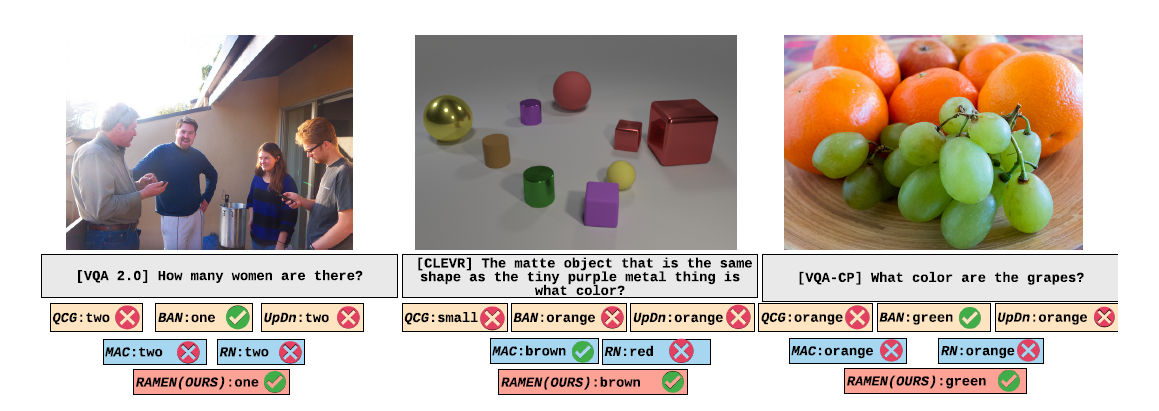 [VQA 2.0] How many women are there?
[CLEVR] The matte object that is the same
shape as the tiny purple metal thing is
what color?
[VQA-CP] What color are the grapes?
QCG:two BAN:one UpDn:two
QCG:small BAN:orange UpDn:orange
QCG:orange BAN:green UpDn:orange
MAC:two RN:two
MAC:brown RN:red
MAC:orange RN:orange
RAMEN(OURS):one
RAMEN(OURS):brown
RAMEN(OURS):green